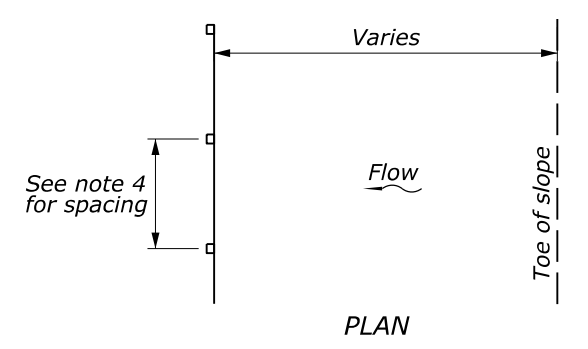 Varies
See note 4
for spacing
Flow
Toe of slope
PLAN